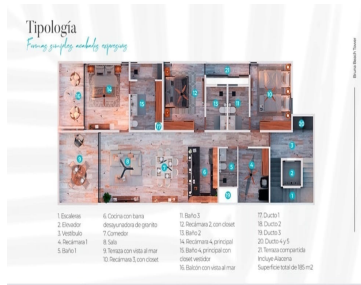 Tipología
Formas simples, acabados
1. Escaleras
2. Elevador
3. Vestíbulo
4. Recámara 1
5. Baño 1
6. Cocina con barra
desayunadora de granito
7. Comedor
8. Sala
9. Terraza con vista al mar
10. Recámara 3, con closet
11. Baño 3
12. Recámara 2, con closet
13. Baño 2
14. Recámara 4, principal
15. Baño 4, principal con
closet vestidor
16. Balcón con vista al mar
17. Ducto 1
18. Ducto 2
19. Ducto 3
20. Ducto 4 y 5
21. Terraza compartida
Incluye Alacena
Superficie total de 185 m2